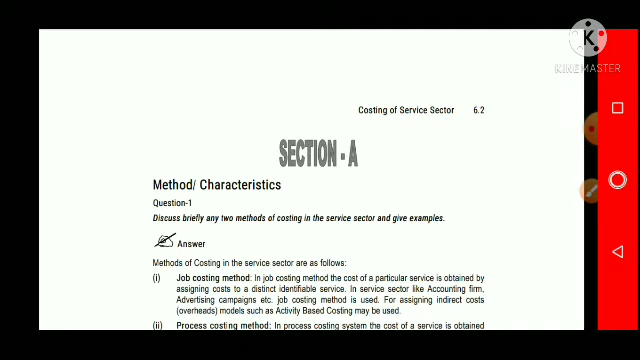 K
KINEMASTER
Costing of Service Sector 6.2
SECTION - A
Method/ Characteristics
Question-1
Discuss briefly any two methods of costing in the service sector and give examples.
Answer
Methods of Costing in the service sector are as follows:
(i) Job costing method: In job costing method the cost of a particular service is obtained by
assigning costs to a distinct identifiable service. In service sector like Accounting firm,
Advertising campaigns etc. job costing method is used. For assigning indirect costs
(overheads) models such as Activity Based Costing may be used.
(ii) Process costing method: In process costing system the cost of a service is obtained